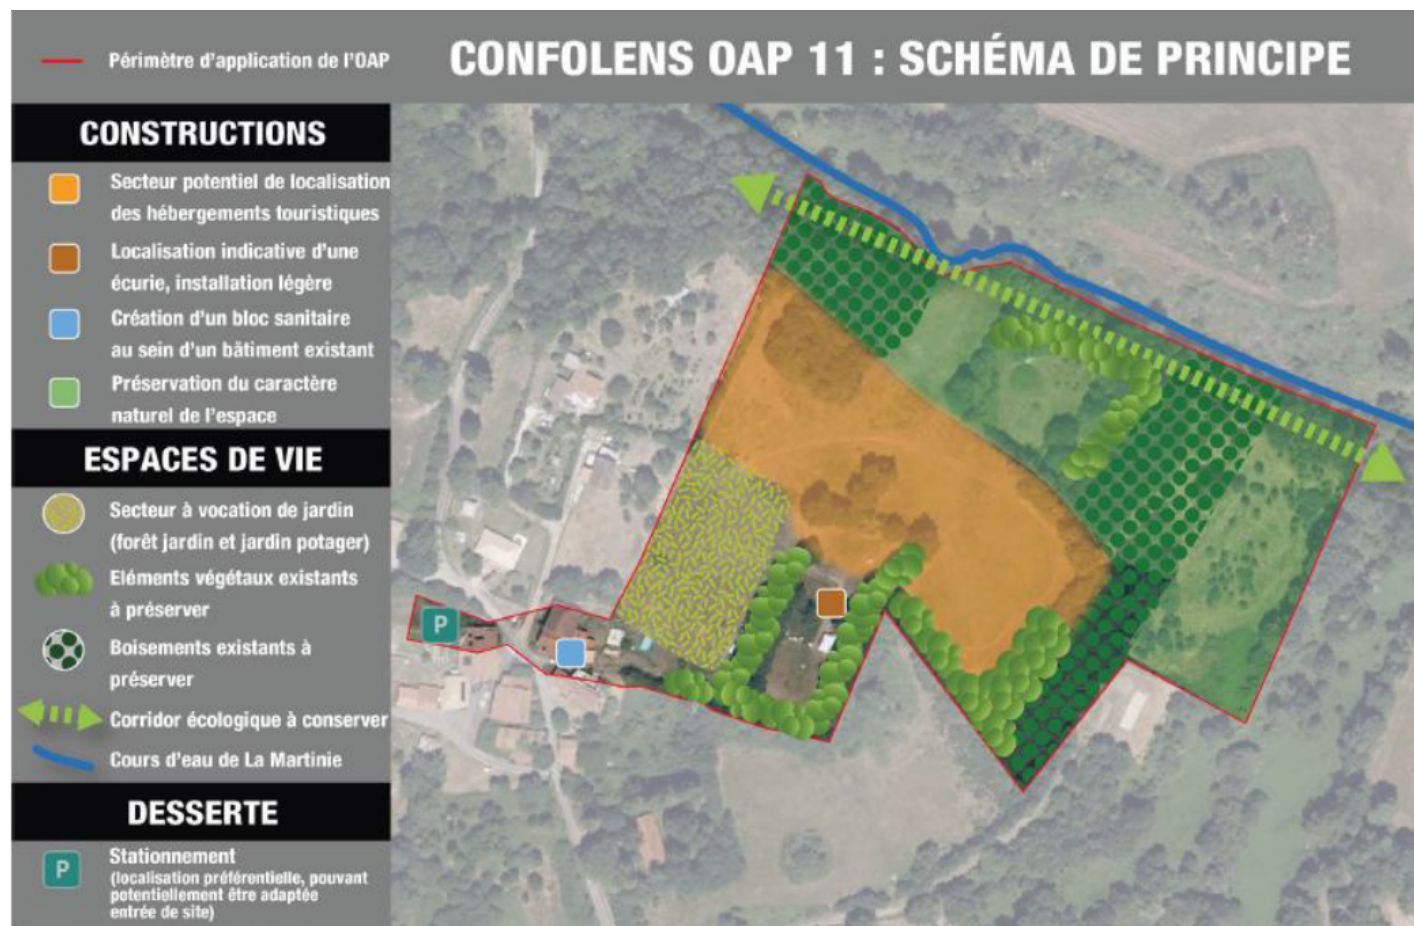 Périmètre d'application de l'OAP
CONFOLENS OAP 11 : SCHÉMA DE PRINCIPE
CONSTRUCTIONS
Secteur potentiel de localisation
des hébergements touristiques
Localisation indicative d'une
écurie, installation légère
Création d'un bloc sanitaire
au sein d'un bâtiment existant
Préservation du caractère
naturel de l'espace
ESPACES DE VIE
Secteur à vocation de jardin
(forêt jardin et jardin potager)
Eléments végétaux existants
à préserver
Boisements existants à
préserver
Corridor écologique à conserver
Cours d'eau de La Martinie
DESSERTE
P
Stationnement
(localisation préférentielle, pouvant
potentiellement être adaptée
entrée de site)
P